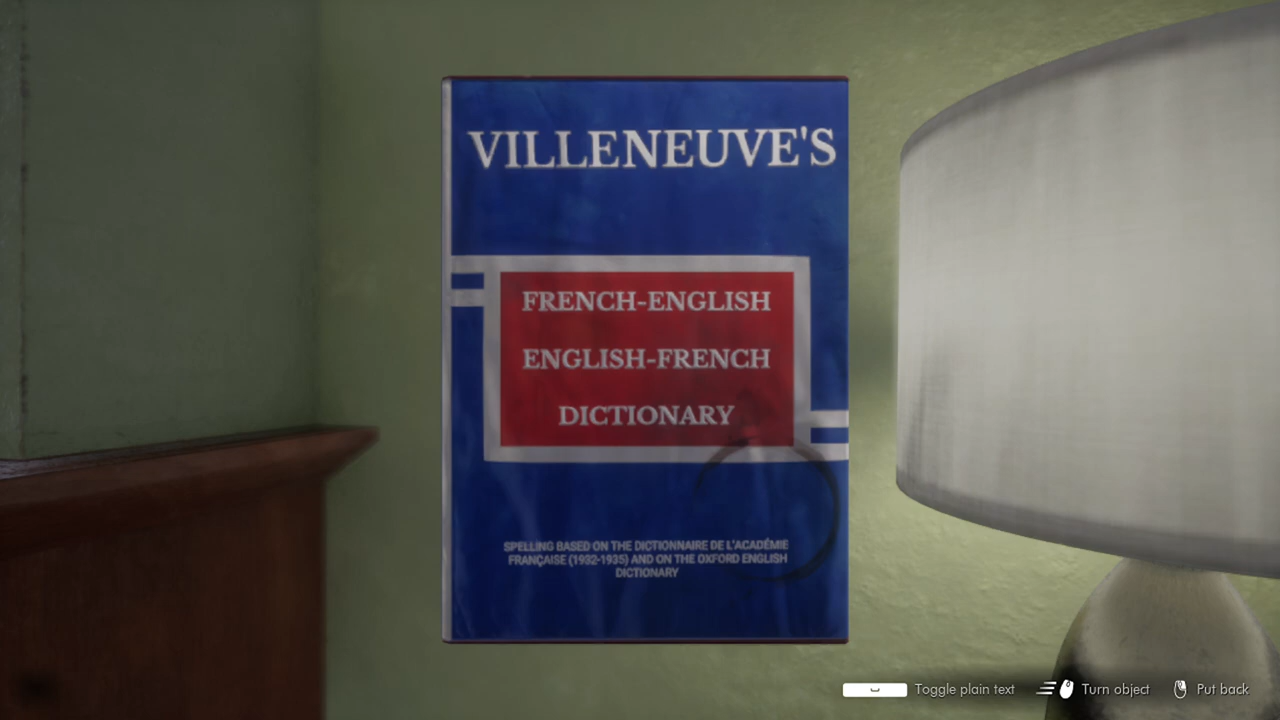 VILLENEUVE'S
FRENCH-ENGLISH
ENGLISH-FRENCH
DICTIONARY
SPELLING BASED ON THE DICTIONNAIRE DE L'ACADÉMIE
FRANÇAISE (1932-1935) AND ON THE OXFORD ENGLISH
DICTIONARY
Toggle plain text
Turn object
Put back